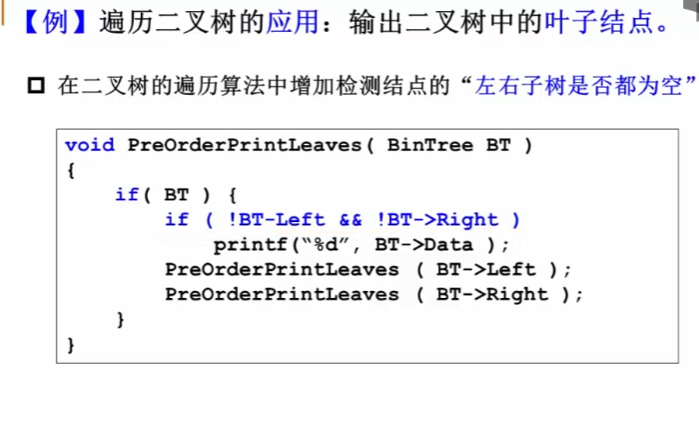 【例】遍历二叉树的应用：输出二叉树中的叶子结点。
在二叉树的遍历算法中增加检测结点的“左右子树是否都为空”
void PreOrderPrintLeaves( BinTree BT )
{
if( BT ) {
if ( !BT-Left && !BT->Right )
printf(“%d”, BT->Data );
PreOrderPrintLeaves ( BT->Left );
PreOrderPrintLeaves ( BT->Right );
}
}